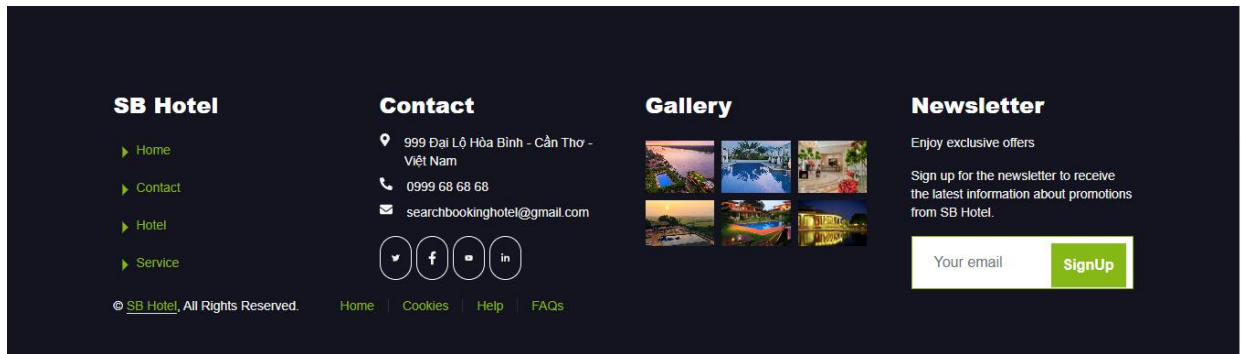 SB Hotel
Home
Contact
Hotel
Service
Contact
999 Đại Lộ Hòa Bình - Cần Thơ -
Việt Nam
0999 68 68 68
searchbookinghotel@gmail.com
Gallery
Newsletter
Enjoy exclusive offers
Sign up for the newsletter to receive
the latest information about promotions
from SB Hotel.
Your email
SignUp
© SB Hotel, All Rights Reserved.
Home
Cookies
Help
FAQs